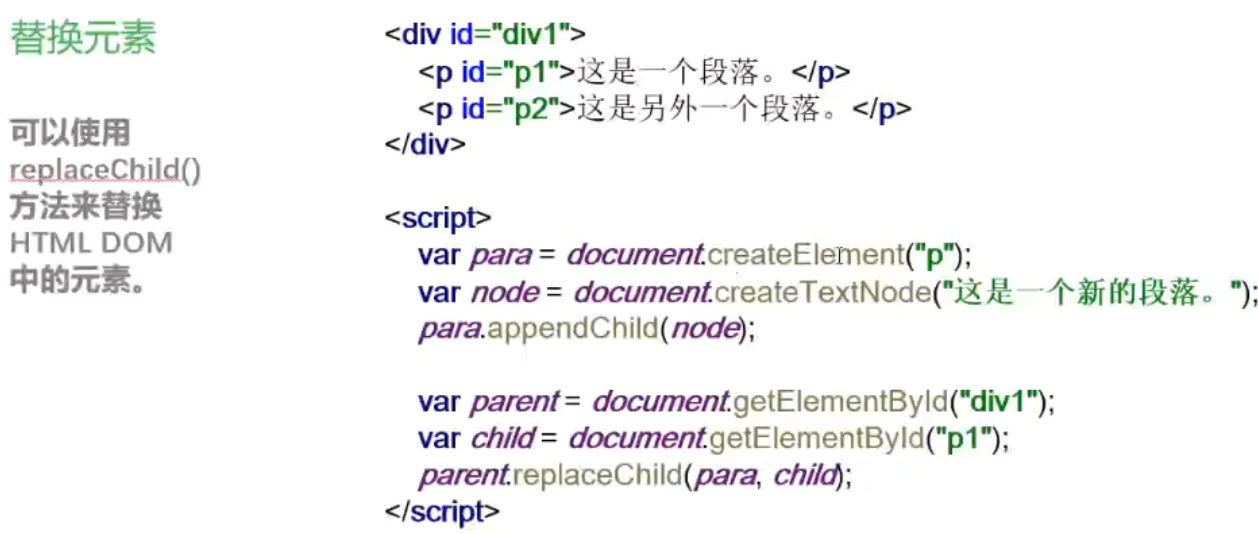 替换元素
可以使用
replaceChild()
方法来替换
HTML DOM
中的元素。
<div id="div1">
<p id="p1">这是一个段落。</p>
<p id="p2">这是另外一个段落。</p>
</div>
<script>
var para = document.createElement("p");
var node = document.createTextNode("这是一个新的段落。");
para.appendChild(node);
var parent = document.getElementById("div1");
var child = document.getElementById("p1");
parent.replaceChild(para, child);
</script>